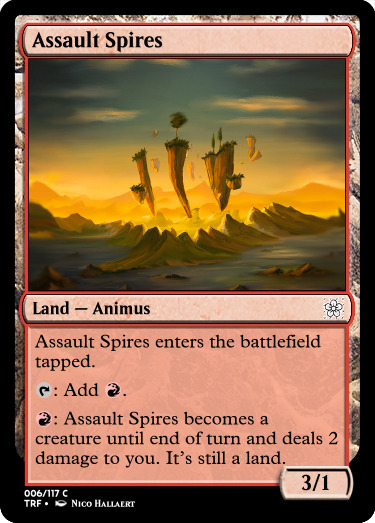 Assault Spires
Land — Animus
Assault Spires enters the battlefield
tapped.
: Add .
: Assault Spires becomes a
creature until end of turn and deals 2
damage to you. It's still a land.
3/1
006/117 C
TRF • Nico Hallaert